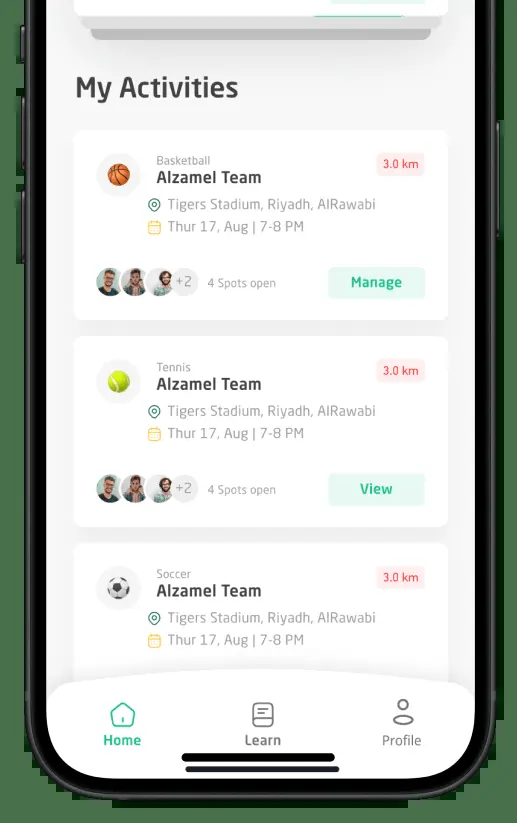 My Activities
Basketball
Alzamel Team
3.0 km
Tigers Stadium, Riyadh, AlRawabi
Thur 17, Aug | 7-8 PM
+2
4 Spots open
Manage
Tennis
Alzamel Team
3.0 km
Tigers Stadium, Riyadh, AlRawabi
Thur 17, Aug | 7-8 PM
+2
4 Spots open
View
Soccer
Alzamel Team
3.0 km
Tigers Stadium, Riyadh, AlRawabi
Thur 17, Aug | 7-8 PM
Home
Learn
Profile